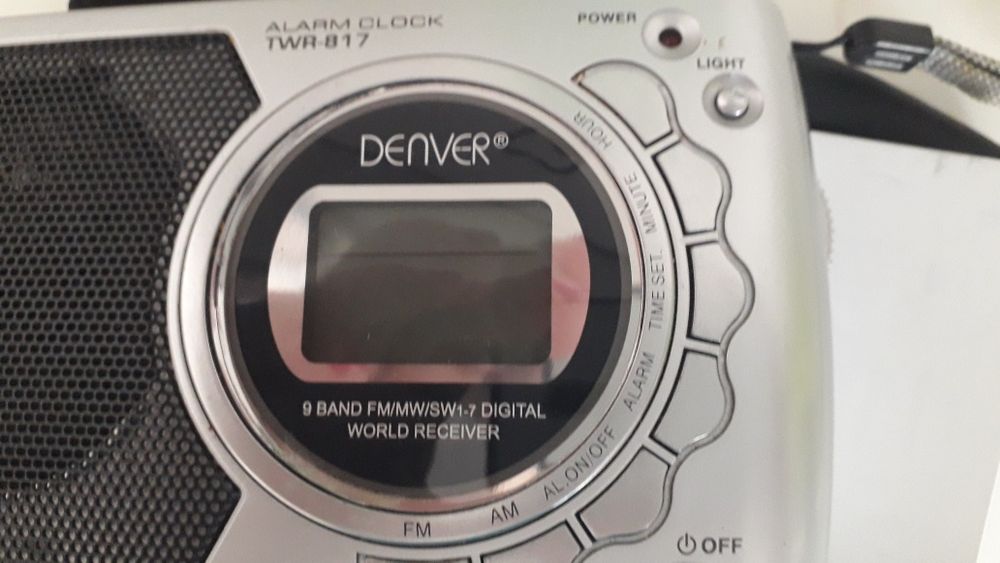 ALARM CLOCK
TWR-817
POWER
LIGHT
DENVER®
HOUR
MINUTE
TIME SET.
ALARM
AL.ON/OFF
AM
FM
9 BAND FM/MW/SW1-7 DIGITAL
WORLD RECEIVER
OFF